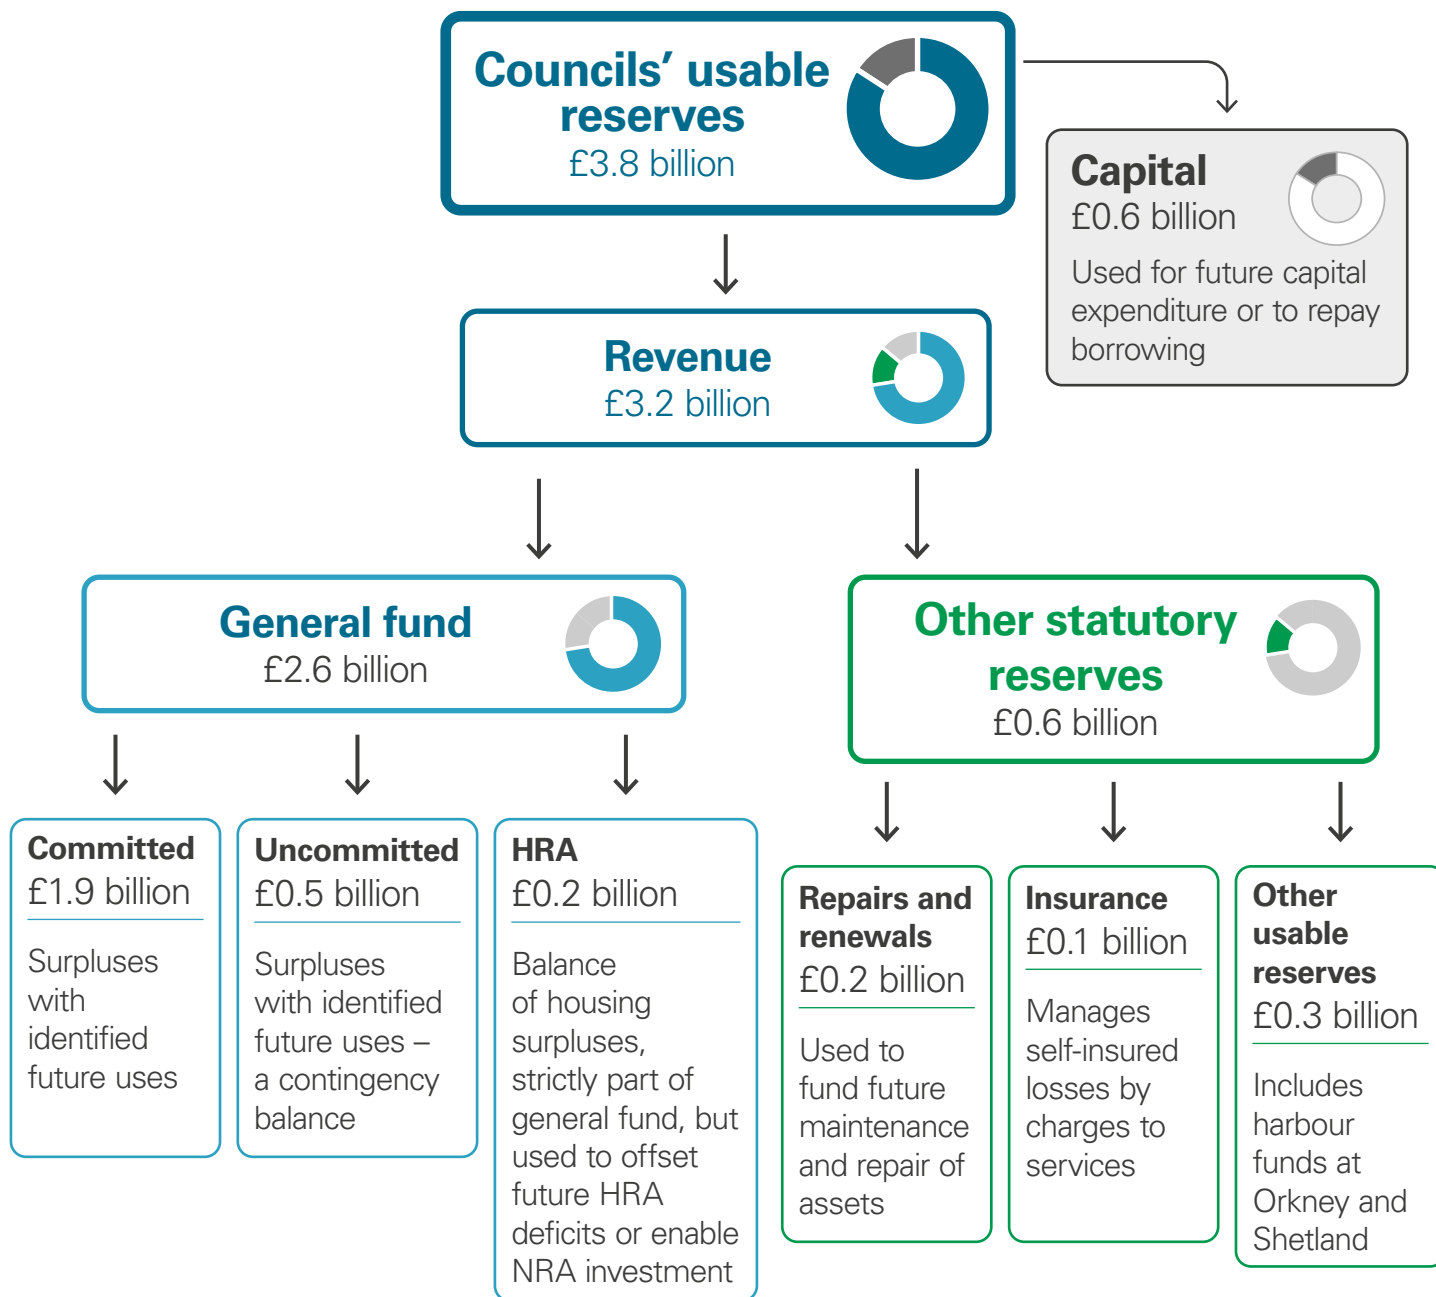 Councils’ usable
reserves
£3.8 billion
Capital
£0.6 billion
Used for future capital
expenditure or to repay
borrowing
Revenue
£3.2 billion
General fund
£2.6 billion
Other statutory
reserves
£0.6 billion
Committed
£1.9 billion
Surpluses
with
identified
future uses
Uncommitted
£0.5 billion
Surpluses
with identified
future uses –
a contingency
balance
HRA
£0.2 billion
Balance
of housing
surpluses,
strictly part of
general fund, but
used to offset
future HRA
deficits or enable
NRA investment
Repairs and
renewals
£0.2 billion
Used to
fund future
maintenance
and repair of
assets
Insurance
£0.1 billion
Manages
self-insured
losses by
charges to
services
Other
usable
reserves
£0.3 billion
Includes
harbour
funds at
Orkney and
Shetland